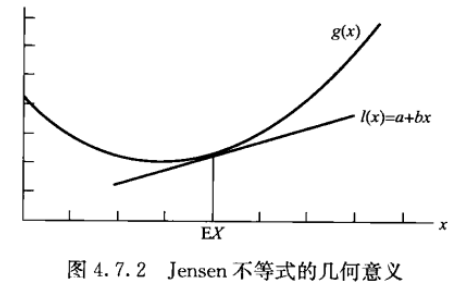 g(x)
l(x)=a+bx
EX
x
图 4.7.2 Jensen 不等式的几何意义